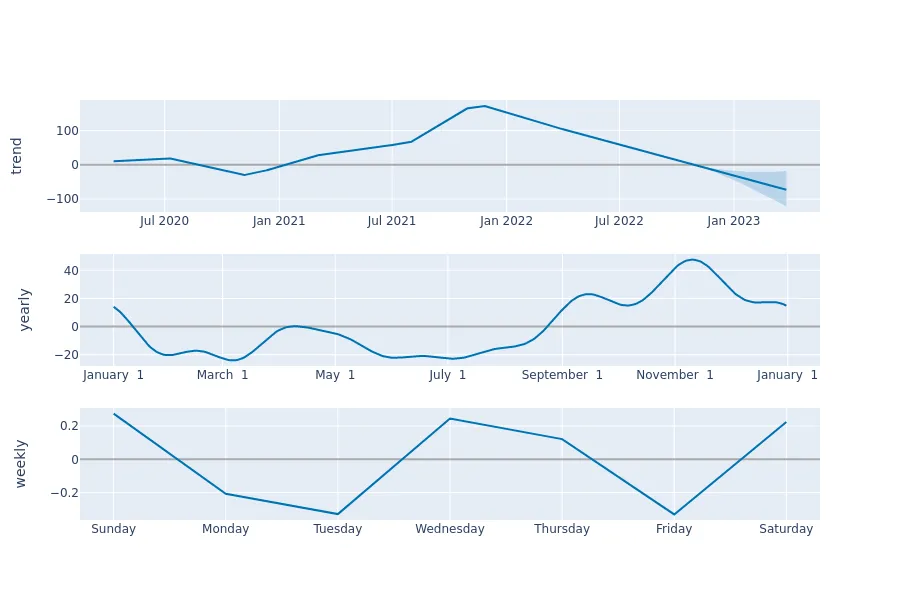 trend
100
0
−100
Jul 2020 Jan 2021 Jul 2021 Jan 2022 Jul 2022 Jan 2023
yearly
40
20
0
−20
January 1 March 1 May 1 July 1 September 1 November 1 January 1
weekly
0.2
0
−0.2
Sunday Monday Tuesday Wednesday Thursday Friday Saturday